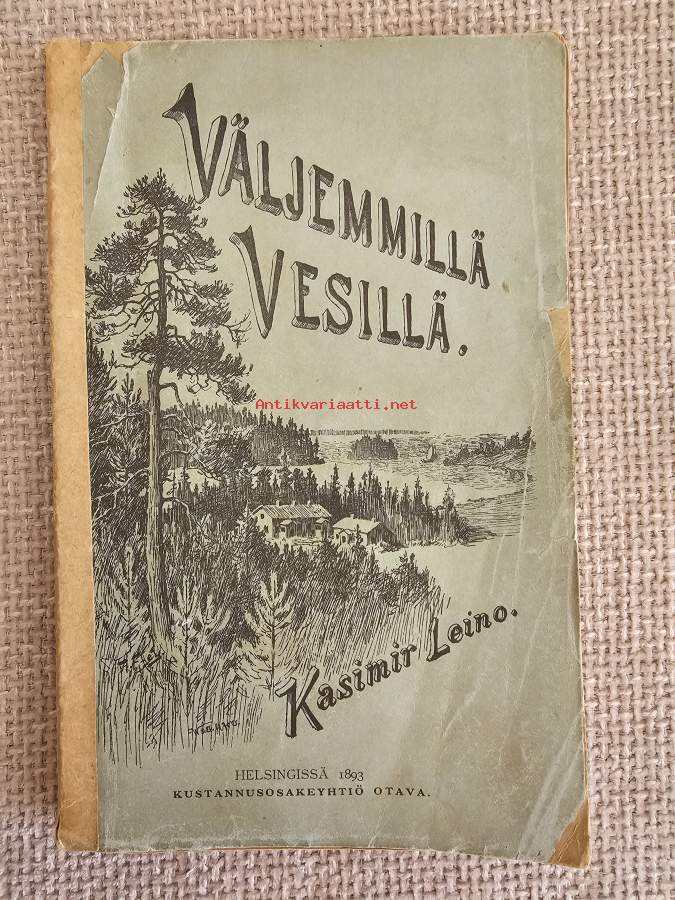 VÄLJEMMILLÄ
VESILLÄ.
Antikvariaatti.net
Kasimir Leino.
HELSINGISSÄ 1893
KUSTANNUSOSAKEYHTIÖ OTAVA.